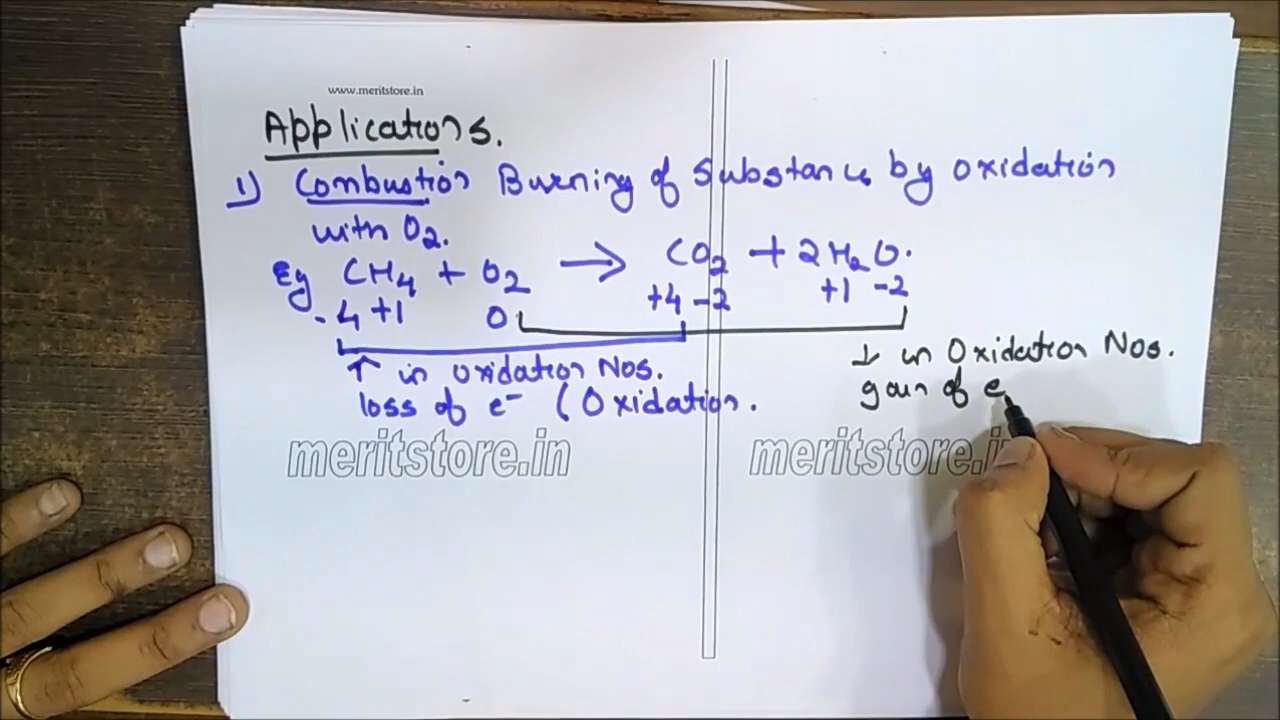 www.meritstore.in
Applications.
1) Combustion Burning of Substance by oxidation
with O2.
Eg CH4 + O2 → CO2 + 2H2O.
-4 +1 0 +4 -2 +1 -2
↑ in oxidation Nos.
loss of e- (Oxidation.
↓ in Oxidation Nos.
gain of e
meritstore.in
meritstore.in